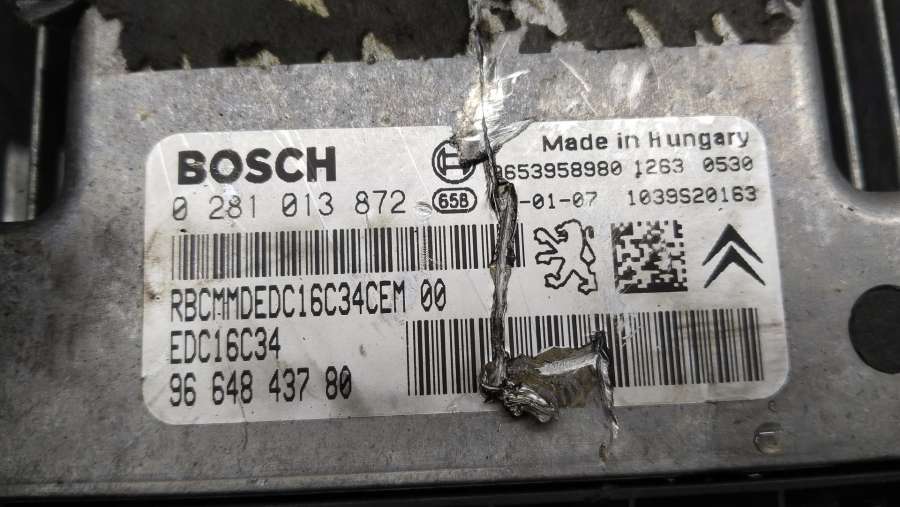 BOSCH
Made in Hungary
653958980 1263 0530
0 281 013 872
658
-01-07 1039S20163
RBCMMDEDC16C34CEM 00
EDC16C34
96 648 437 80